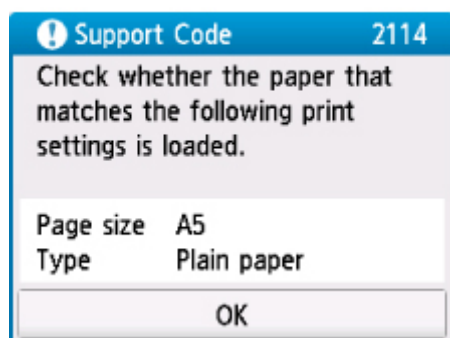 Support Code 2114
Check whether the paper that
matches the following print
settings is loaded.
Page size A5
Type Plain paper
OK